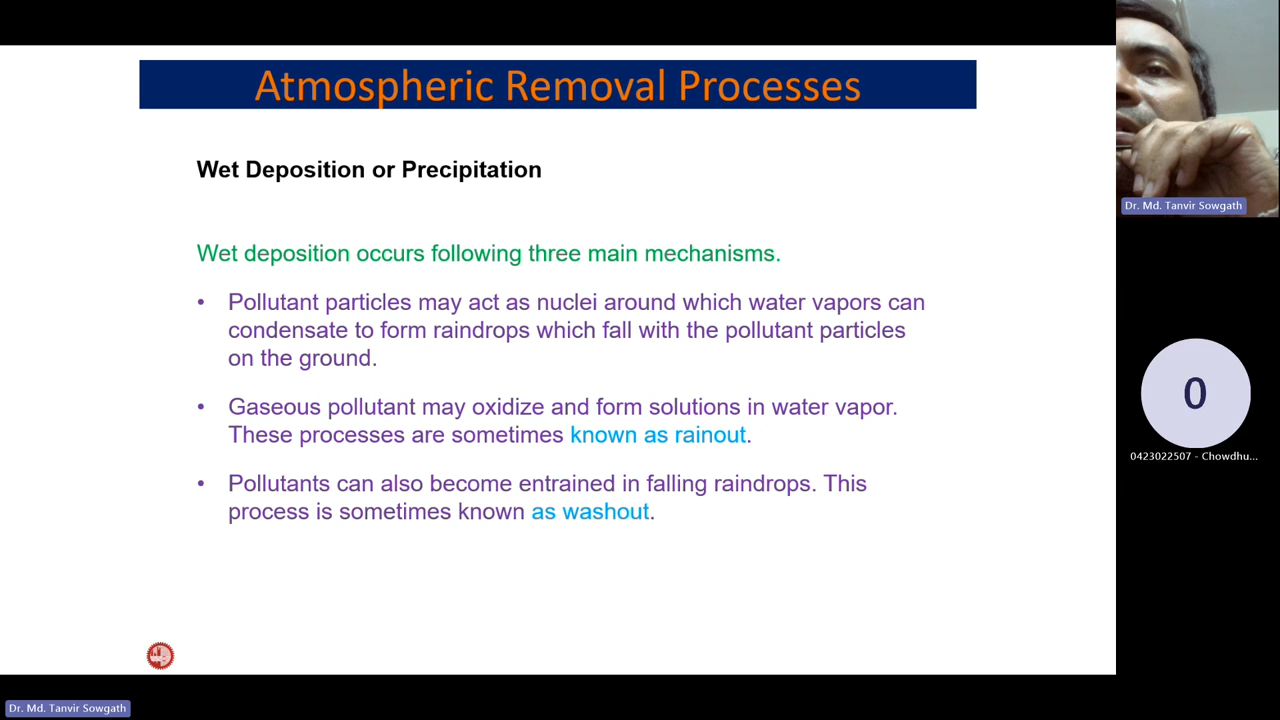 Atmospheric Removal Processes
Wet Deposition or Precipitation
Wet deposition occurs following three main mechanisms.
• Pollutant particles may act as nuclei around which water vapors can
condensate to form raindrops which fall with the pollutant particles
on the ground.
• Gaseous pollutant may oxidize and form solutions in water vapor.
These processes are sometimes known as rainout.
• Pollutants can also become entrained in falling raindrops. This
process is sometimes known as washout.
Dr. Md. Tanvir Sowgath
0
0423022507 - Chowdhu...
Dr. Md. Tanvir Sowgath